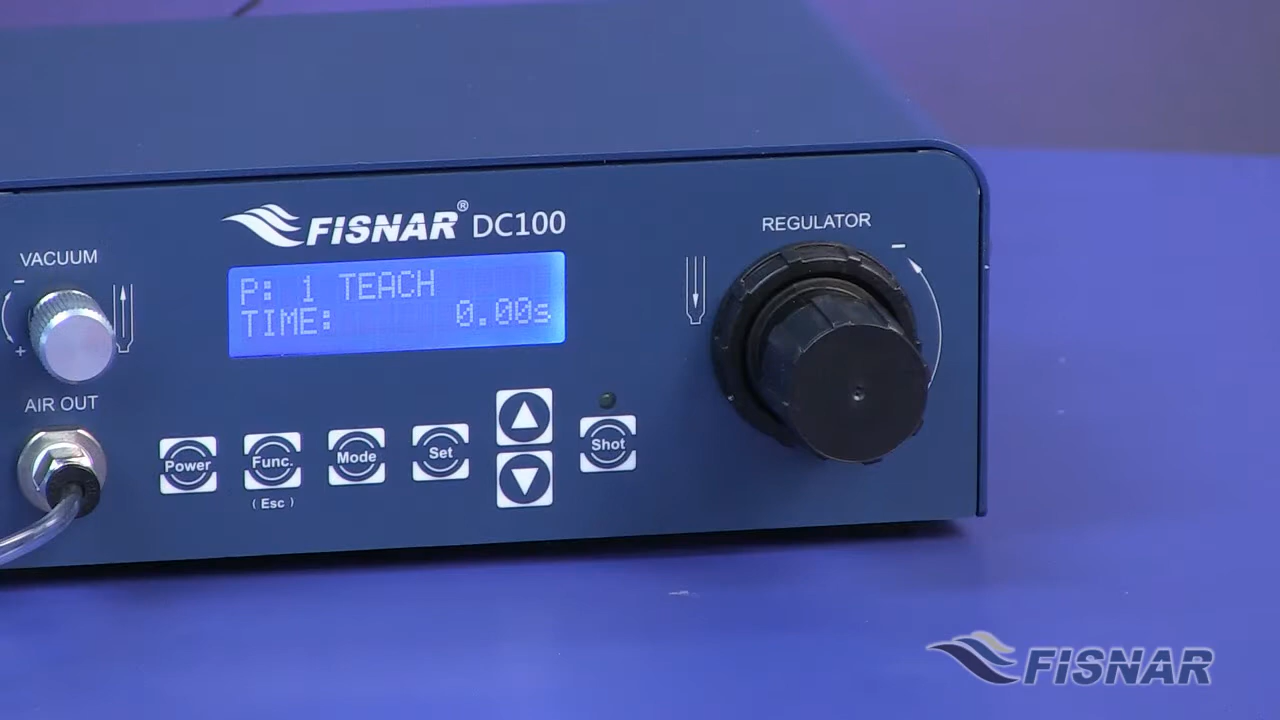 FISNAR® DC100
VACUUM
REGULATOR
P: 1 TEACH
TIME: 0.00s
AIR OUT
Power
Func.
(Esc)
Mode
Set
Shot
FISNAR